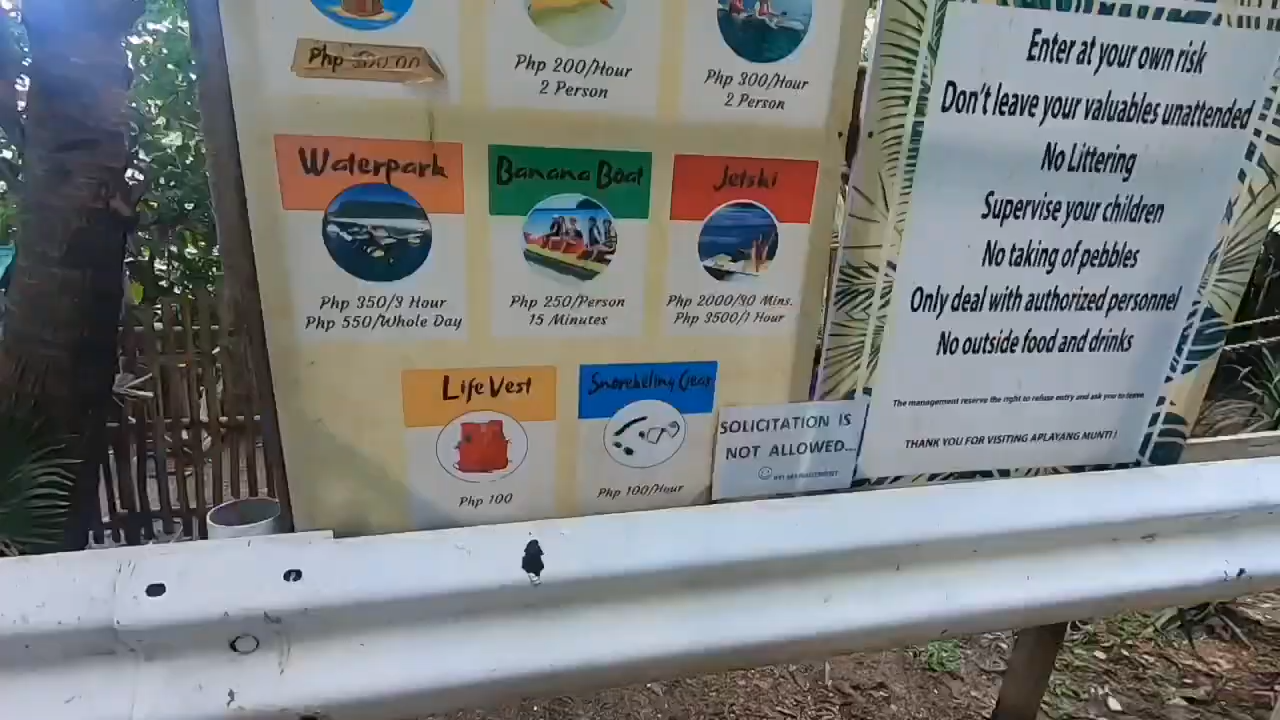 Php
Php 200/Hour
2 Person
Php 300/Hour
2 Person
Waterpark
Php 350/3 Hour
Php 550/Whole Day
Banana Boat
Php 250/Person
15 Minutes
Jetski
Php 2000/30 Mins.
Php 3500/1 Hour
Life Vest
Php 100
Snorkeling Gear
Php 100/Hour
SOLICITATION IS
NOT ALLOWED...
Enter at your own risk
Don't leave your valuables unattended
No Littering
Supervise your children
No taking of pebbles
Only deal with authorized personnel
No outside food and drinks
The management reserve the right to refuse entry and ask you to leave
THANK YOU FOR VISITING APLAYANG MUNTI !